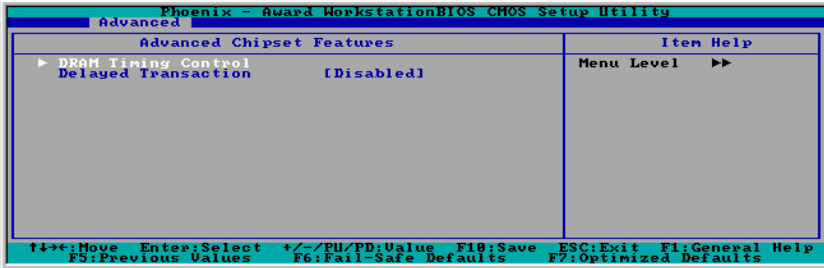 Phoenix - Award WorkstationBIOS CMOS Setup Utility
Advanced
Advanced Chipset Features
Item Help
► DRAM Timing Control
Menu Level ►►
Delayed Transaction [Disabled]
↑↓→←:Move Enter:Select +/-/PU/PD:Value F10:Save ESC:Exit F1:General Help
F5:Previous Values F6:Fail-Safe Defaults F7:Optimized Defaults